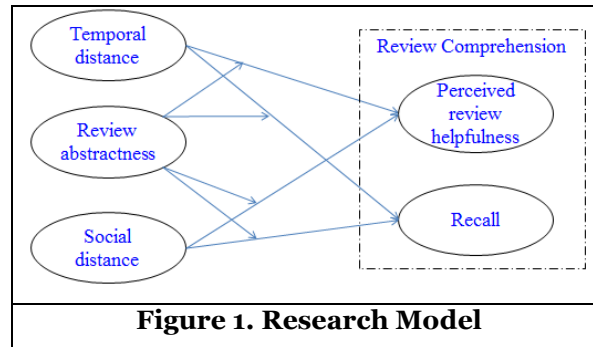 Temporal
distance
Review
abstractness
Social
distance
Review Comprehension
Perceived
review
helpfulness
Recall
Figure 1. Research Model